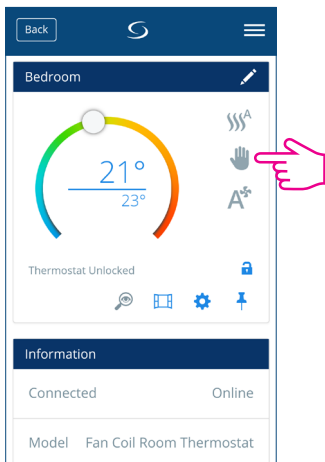 Back
Bedroom
A
21°
23°
A
Thermostat Unlocked
Information
Connected Online
Model Fan Coil Room Thermostat